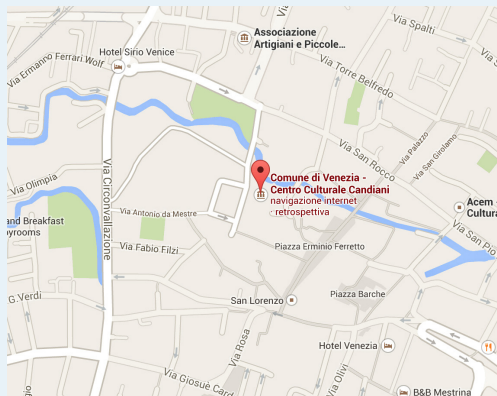 Via Spalti
Associazione
Artigiani e Piccole...
Hotel Sirio Venice
Via Ermanno Ferrari Wolf
Via Torre Belfredo
Via Palazzo
Via San Girolamo
Via San Rocco
Comune di Venezia -
Centro Culturale Candiani
navigazione internet
- retrospettiva
Via Olimpia
Via Circonvallazione
Acem
Cultura
and Breakfast
oyrooms
Via Antonio da Mestre
Via San Pio
Via Fabio Filzi
Piazza Erminio Ferretto
G Verdi
San Lorenzo
Piazza Barche
Via Rosa
Hotel Venezia
Via Olivi
Via Giosuè Card
B&B Mestrina